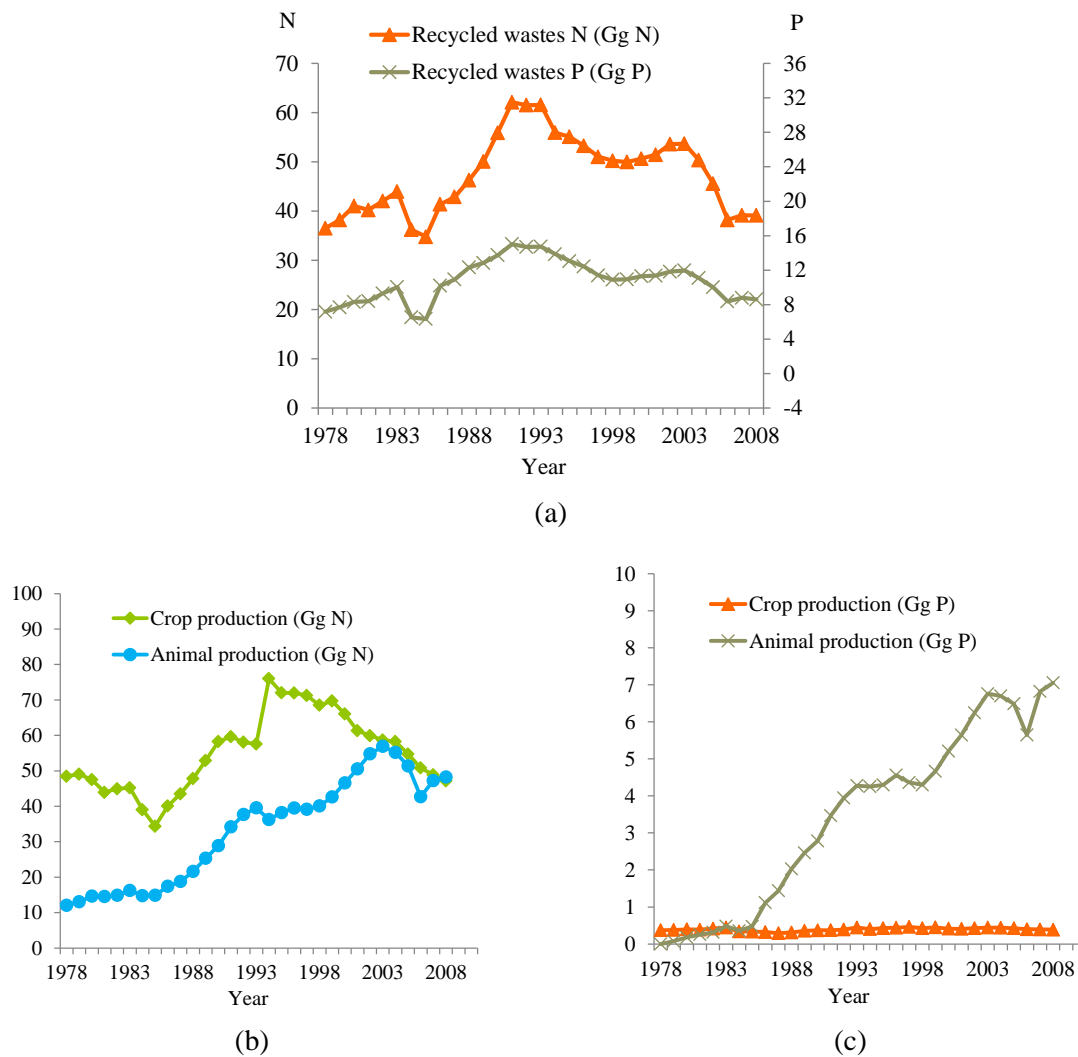 N
P
Recycled wastes N (Gg N)
Recycled wastes P (Gg P)
70
60
50
40
30
20
10
0
36
32
28
24
20
16
12
8
4
0
-4
1978 1983 1988 1993 1998 2003 2008
Year
(a)
100
90
80
70
60
50
40
30
20
10
0
Crop production (Gg N)
Animal production (Gg N)
1978 1983 1988 1993 1998 2003 2008
Year
(b)
10
9
8
7
6
5
4
3
2
1
0
Crop production (Gg P)
Animal production (Gg P)
1978 1983 1988 1993 1998 2003 2008
Year
(c)